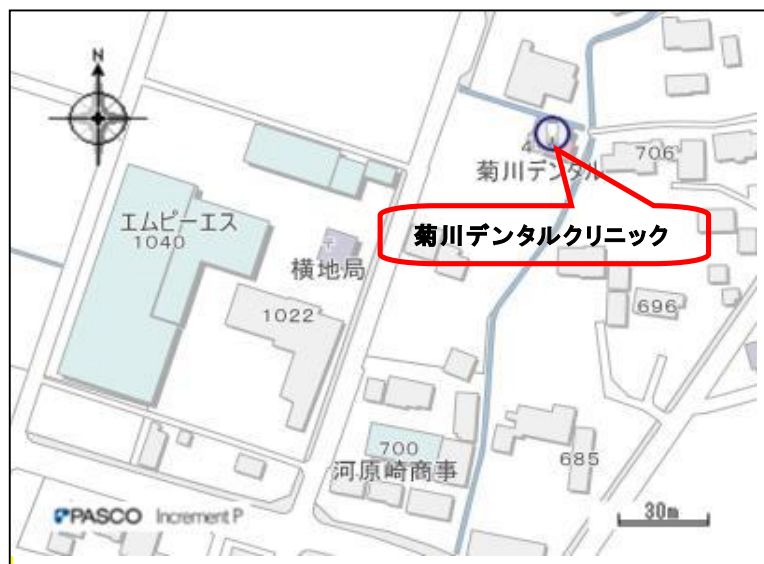 N
4
菊川デンタル
706
菊川デンタルクリニック
エムピーエス
1040
横地局
1022
696
700
河原崎商事
685
PASCO Increment P
30m